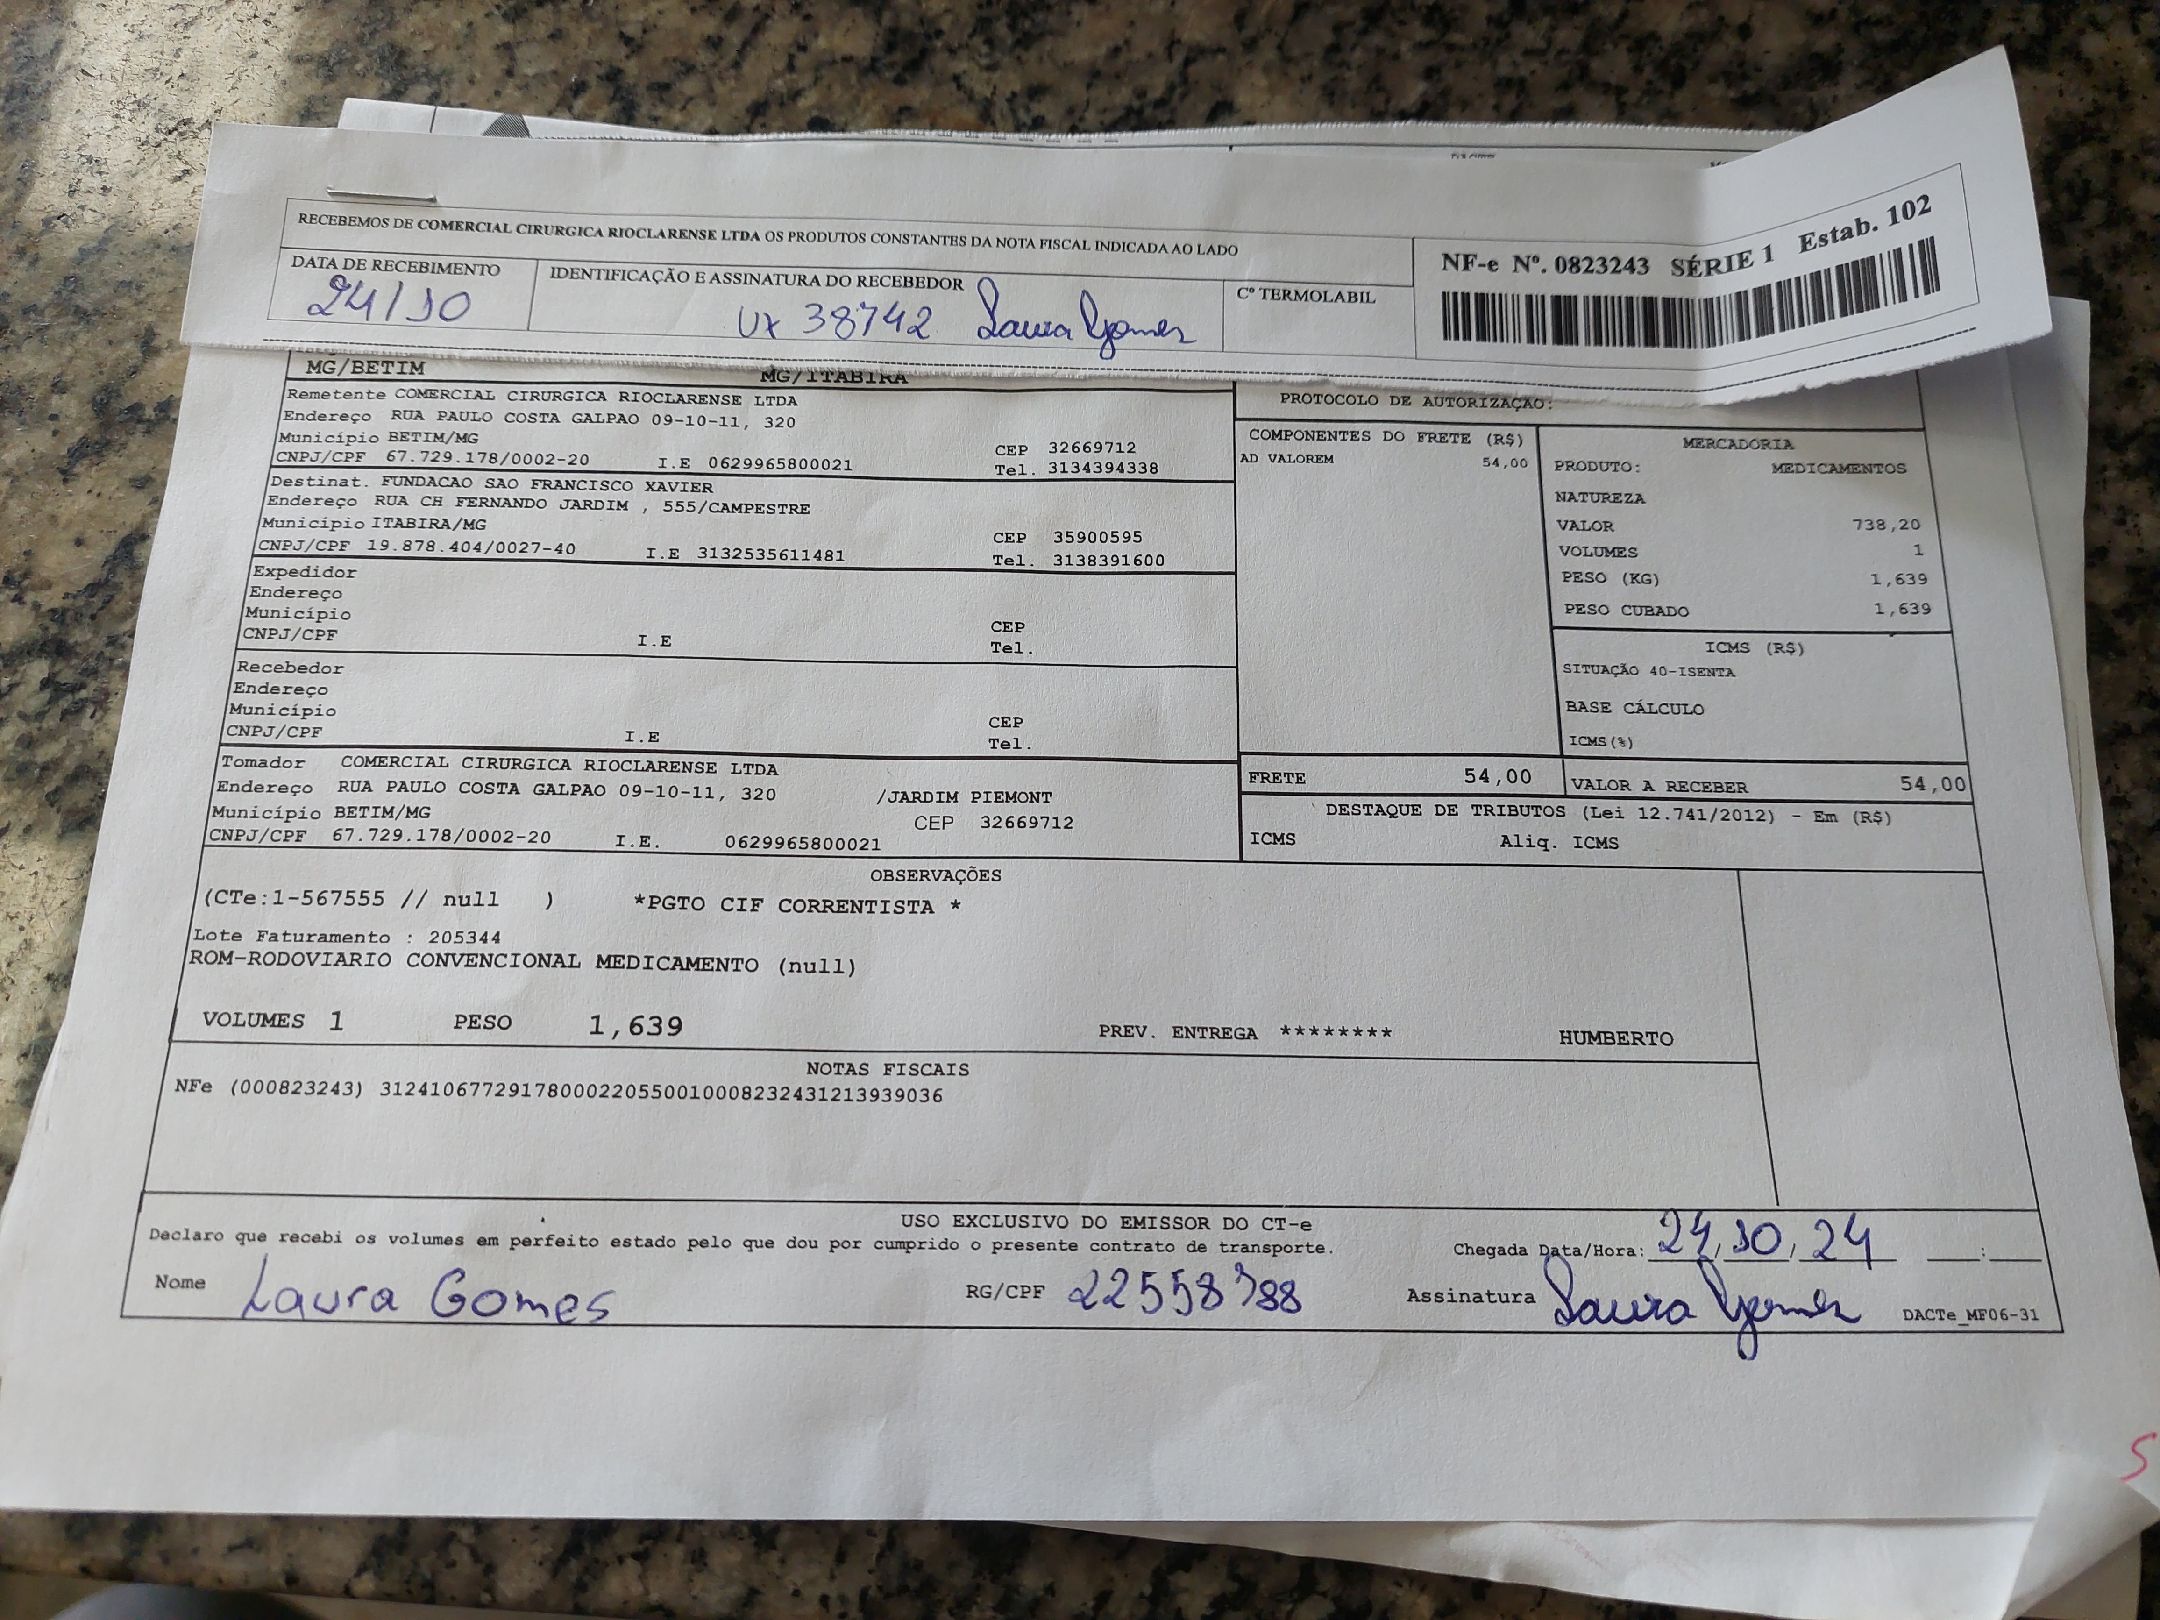 RECEBEMOS DE COMERCIAL CIRURGICA RIOCLARENSE LTDA OS PRODUTOS CONSTANTES DA NOTA FISCAL INDICADA AO LADO
NF-e Nº. 0823243 SÉRIE 1 Estab. 102
DATA DE RECEBIMENTO
24/10
IDENTIFICAÇÃO E ASSINATURA DO RECEBEDOR
38742 Laura Gomes
Cº TERMOLABIL
MG/BETIM MG/ITABIRA
Remetente COMERCIAL CIRURGICA RIOCLARENSE LTDA
Endereço RUA PAULO COSTA GALPAO 09-10-11, 320
Município BETIM/MG CEP 32669712
CNPJ/CPF 67.729.178/0002-20 I.E 0629965800021 Tel. 3134394338
Destinat. FUNDACAO SAO FRANCISCO XAVIER
Endereço RUA CH FERNANDO JARDIM , 555/CAMPESTRE
Município ITABIRA/MG CEP 35900595
CNPJ/CPF 19.878.404/0027-40 I.E 3132535611481 Tel. 3138391600
Expedidor
Endereço
Município CEP
CNPJ/CPF I.E Tel.
Recebedor
Endereço
Município CEP
CNPJ/CPF I.E Tel.
Tomador COMERCIAL CIRURGICA RIOCLARENSE LTDA
Endereço RUA PAULO COSTA GALPAO 09-10-11, 320 /JARDIM PIEMONT
Município BETIM/MG CEP 32669712
CNPJ/CPF 67.729.178/0002-20 I.E. 0629965800021
PROTOCOLO DE AUTORIZAÇÃO:
COMPONENTES DO FRETE (R$)
AD VALOREM 54,00
MERCADORIA
PRODUTO: MEDICAMENTOS
NATUREZA
VALOR 738,20
VOLUMES 1
PESO (KG) 1,639
PESO CUBADO 1,639
ICMS (R$)
SITUAÇÃO 40-ISENTA
BASE CÁLCULO
ICMS(%)
FRETE 54,00 VALOR A RECEBER 54,00
DESTAQUE DE TRIBUTOS (Lei 12.741/2012) - Em (R$)
ICMS Aliq. ICMS
OBSERVAÇÕES
(CTe:1-567555 // null ) *PGTO CIF CORRENTISTA *
Lote Faturamento : 205344
ROM-RODOVIARIO CONVENCIONAL MEDICAMENTO (null)
VOLUMES 1 PESO 1,639 PREV. ENTREGA ******** HUMBERTO
NOTAS FISCAIS
NFe (000823243) 31241067729178000220550010008232431213939036
USO EXCLUSIVO DO EMISSOR DO CT-e
Declaro que recebi os volumes em perfeito estado pelo que dou por cumprido o presente contrato de transporte. Chegada Data/Hora: 24/10/24 __:__
Nome Laura Gomes RG/CPF 22558788 Assinatura Laura Gomes DACTe_MF06-31